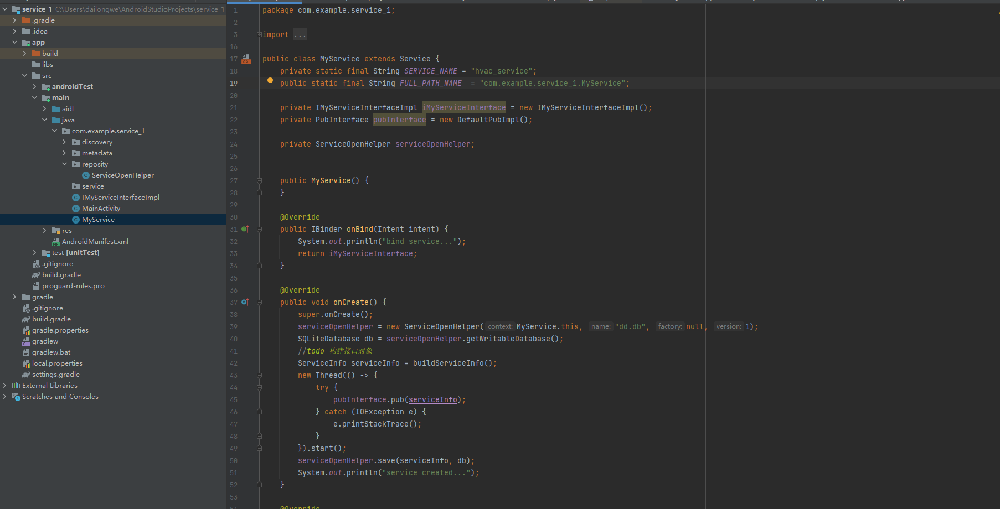 service_1 C:\Users\dailongwe\AndroidStudioProjects\service_1
.gradle
.idea
app
build
libs
src
androidTest
main
aidl
java
com.example.service_1
discovery
metadata
reposity
ServiceOpenHelper
service
IMyServiceInterfaceImpl
MainActivity
MyService
res
AndroidManifest.xml
test [unitTest]
.gitignore
build.gradle
proguard-rules.pro
gradle
.gitignore
build.gradle
gradle.properties
gradlew
gradlew.bat
local.properties
settings.gradle
External Libraries
Scratches and Consoles
1 package com.example.service_1;
2
3 import ...
16
17 public class MyService extends Service {
18 private static final String SERVICE_NAME = "hvac_service";
19 public static final String FULL_PATH_NAME  = "com.example.service_1.MyService";
20
21 private IMyServiceInterfaceImpl iMyServiceInterface = new IMyServiceInterfaceImpl();
22 private PubInterface pubInterface = new DefaultPubImpl();
23
24 private ServiceOpenHelper serviceOpenHelper;
25
26
27 public MyService() {
28 }
29
30 @Override
31 public IBinder onBind(Intent intent) {
32 System.out.println("bind service...");
33 return iMyServiceInterface;
34 }
35
36 @Override
37 public void onCreate() {
38 super.onCreate();
39 serviceOpenHelper = new ServiceOpenHelper( context: MyService.this, name: "dd.db", factory: null, version: 1);
40 SQLiteDatabase db = serviceOpenHelper.getWritableDatabase();
41 //todo 构建接口对象
42 ServiceInfo serviceInfo = buildServiceInfo();
43 new Thread(() -> {
44 try {
45 pubInterface.pub(serviceInfo);
46 } catch (IOException e) {
47 e.printStackTrace();
48 }
49 }).start();
50 serviceOpenHelper.save(serviceInfo, db);
51 System.out.println("service created...");
52 }
53
54 @Override